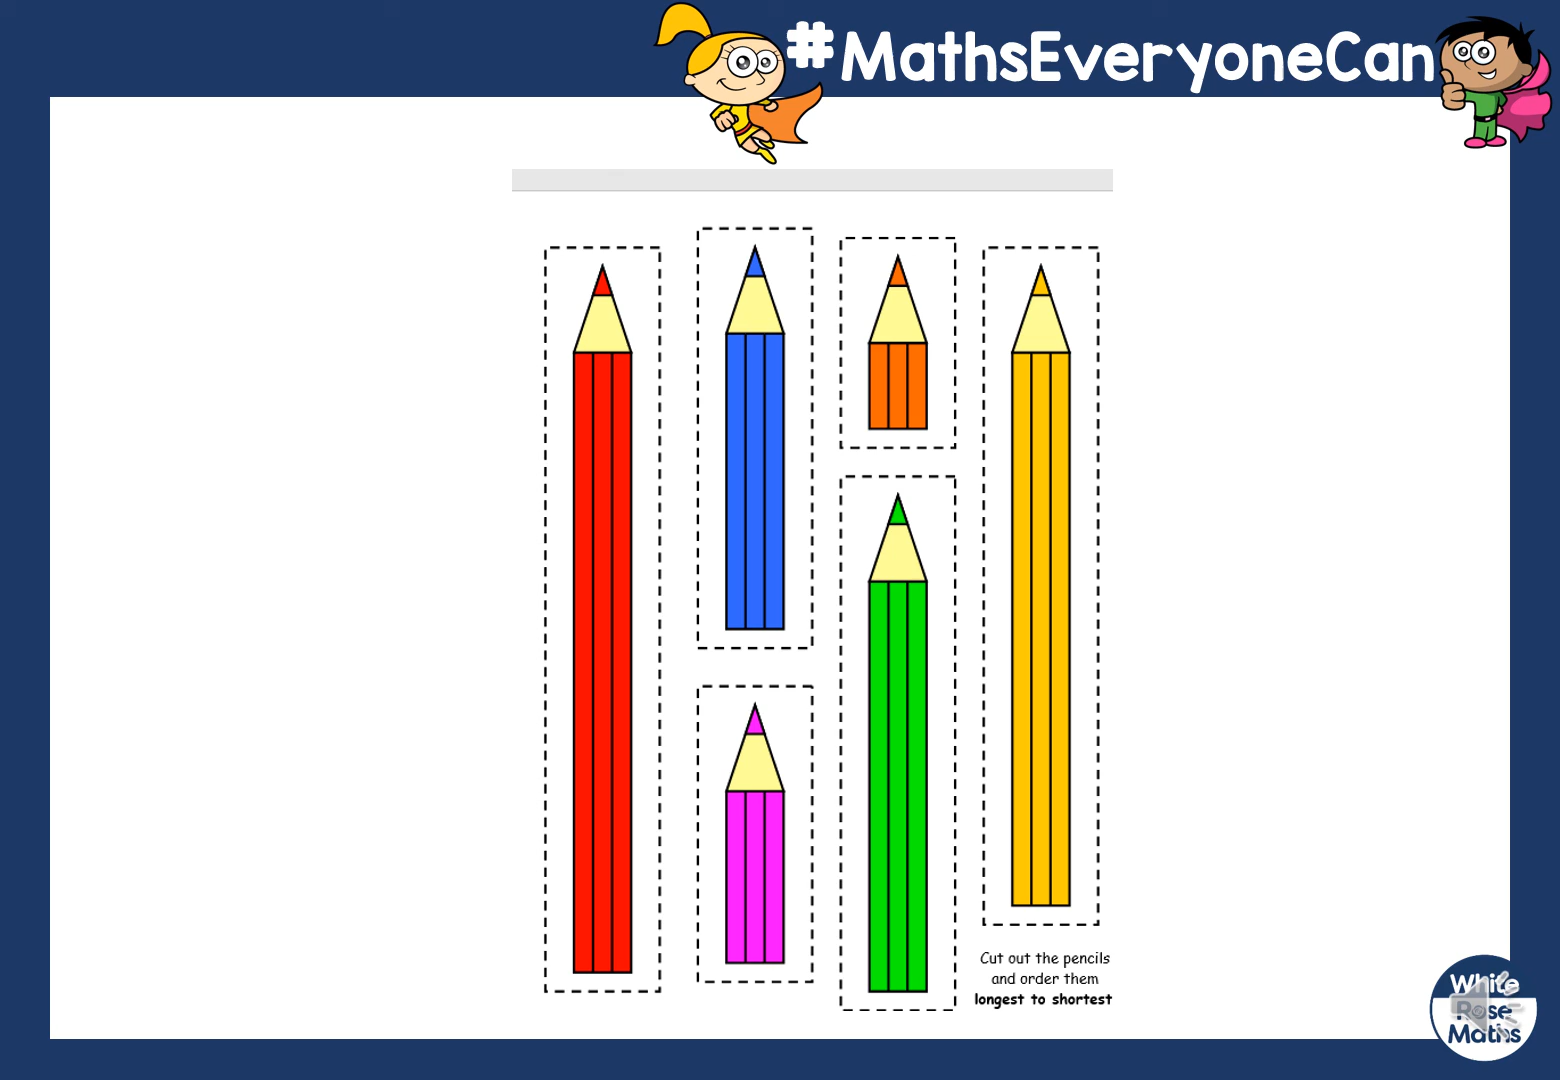 #MathsEveryoneCan
Cut out the pencils
and order them
longest to shortest
White
Rose
Maths